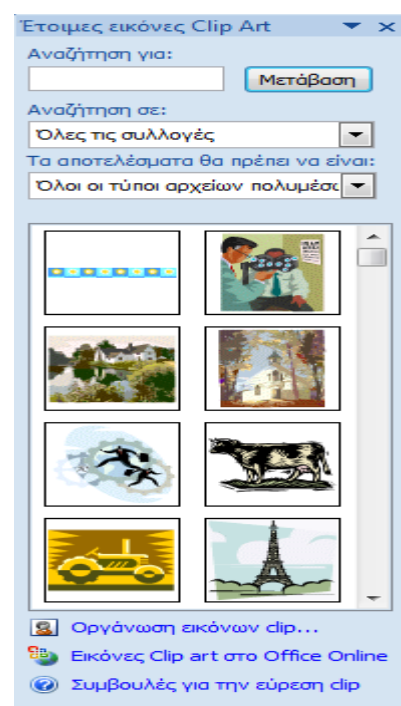 Έτοιμες εικόνες Clip Art
Αναζήτηση για:
Μετάβαση
Αναζήτηση σε:
Όλες τις συλλογές
Τα αποτελέσματα θα πρέπει να είναι:
Όλοι οι τύποι αρχείων πολυμέσι
Οργάνωση εικόνων clip...
Εικόνες Clip art στο Office Online
Συμβουλές για την εύρεση clip